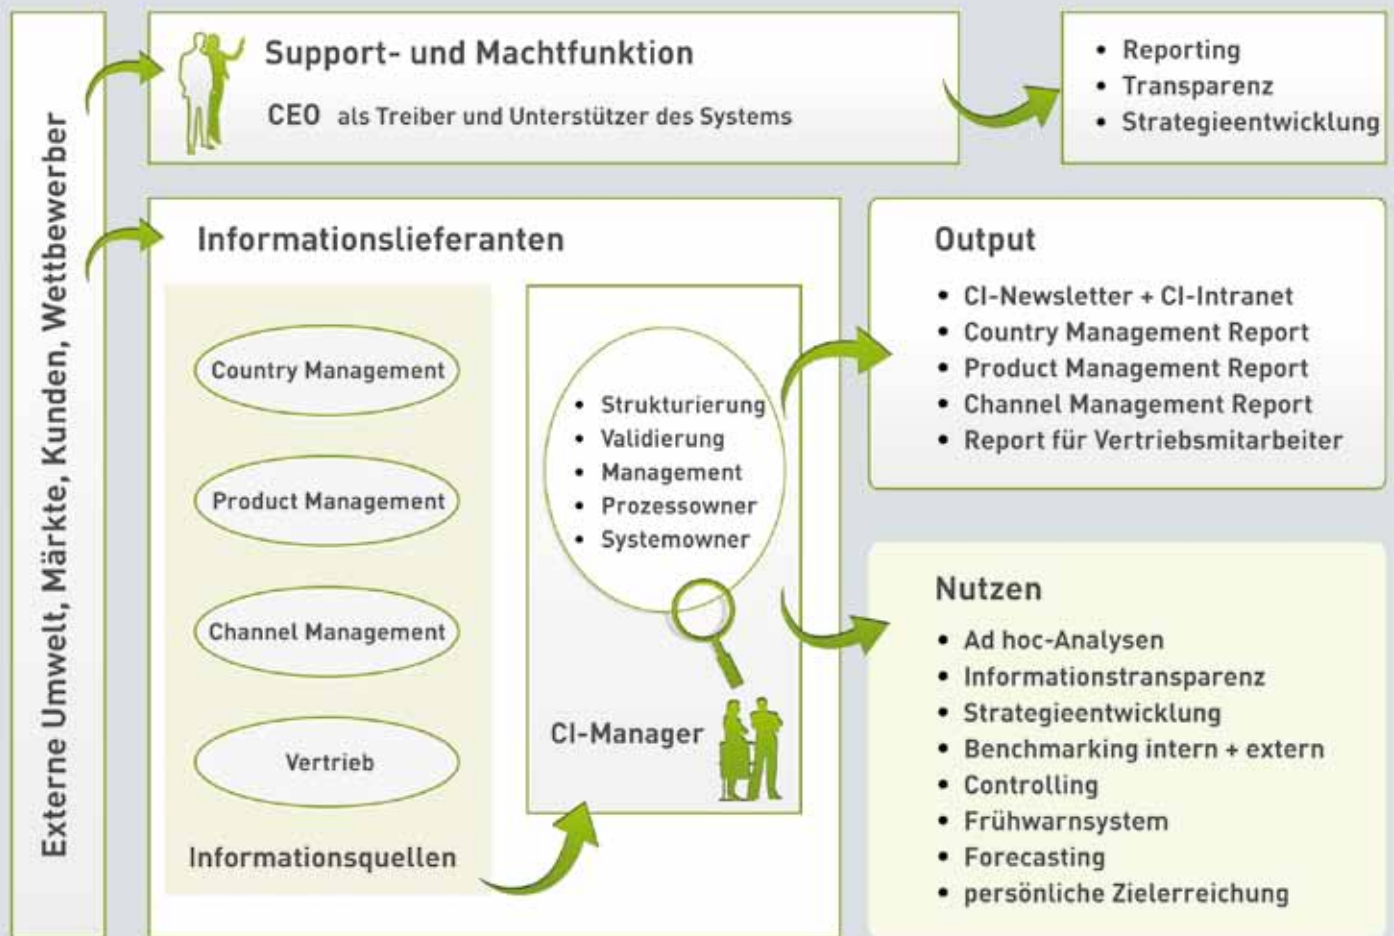 Externe Umwelt, Märkte, Kunden, Wettbewerber
Support- und Machtfunktion
CEO als Treiber und Unterstützer des Systems
• Reporting
• Transparenz
• Strategieentwicklung
Informationslieferanten
Country Management
Product Management
Channel Management
Vertrieb
Informationsquellen
• Strukturierung
• Validierung
• Management
• Prozessowner
• Systemowner
CI-Manager
Output
• CI-Newsletter + CI-Intranet
• Country Management Report
• Product Management Report
• Channel Management Report
• Report für Vertriebsmitarbeiter
Nutzen
• Ad hoc-Analysen
• Informationstransparenz
• Strategieentwicklung
• Benchmarking intern + extern
• Controlling
• Frühwarnsystem
• Forecasting
• persönliche Zielerreichung